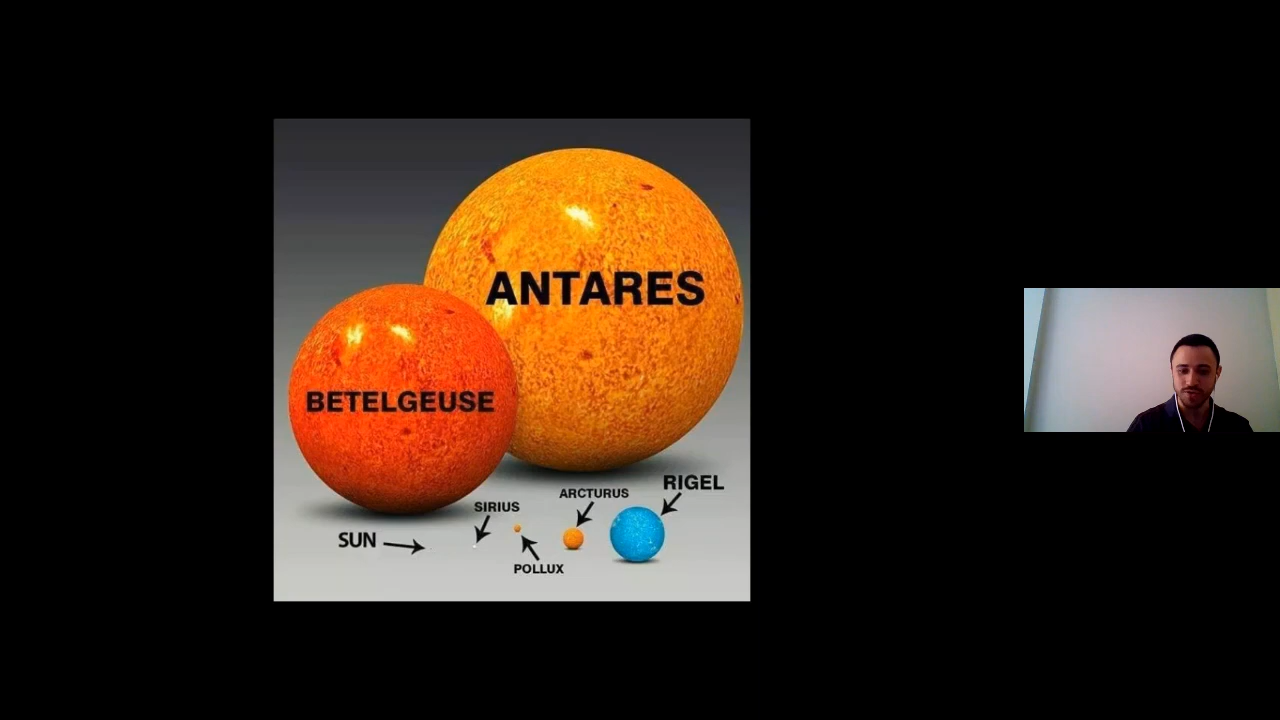 ANTARES
BETELGEUSE
RIGEL
ARCTURUS
SIRIUS
SUN
POLLUX